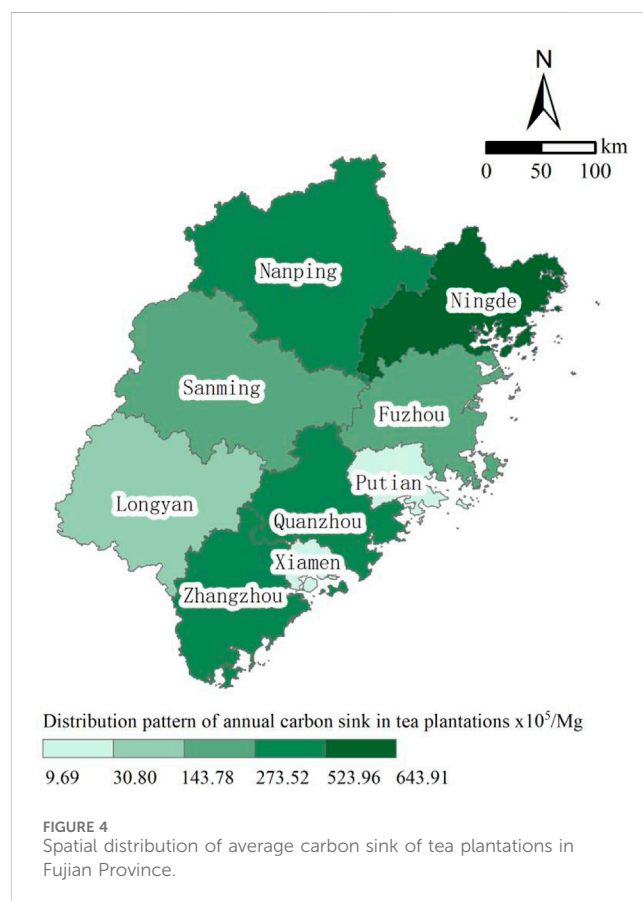 N
km
0 50 100
Nanping
Ningde
Sanming
Fuzhou
Putian
Longyan
Quanzhou
Xiamen
Zhangzhou
Distribution pattern of annual carbon sink in tea plantations x10⁵/Mg
9.69 30.80 143.78 273.52 523.96 643.91
FIGURE 4
Spatial distribution of average carbon sink of tea plantations in
Fujian Province.